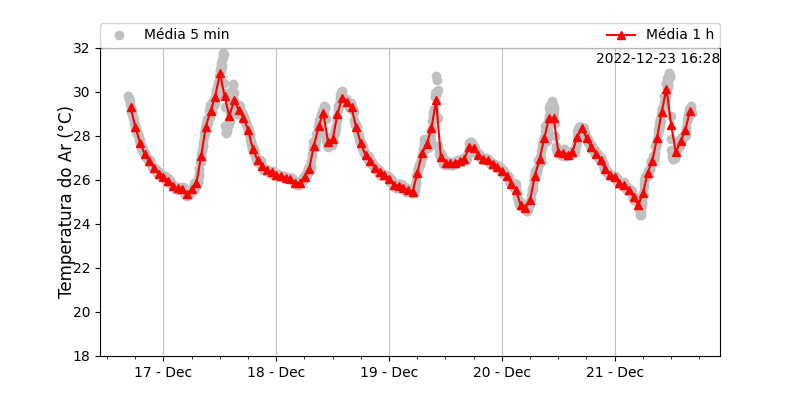 Média 5 min
Média 1 h
2022-12-23 16:28
Temperatura do Ar (°C)
32
30
28
26
24
22
20
18
17 - Dec
18 - Dec
19 - Dec
20 - Dec
21 - Dec